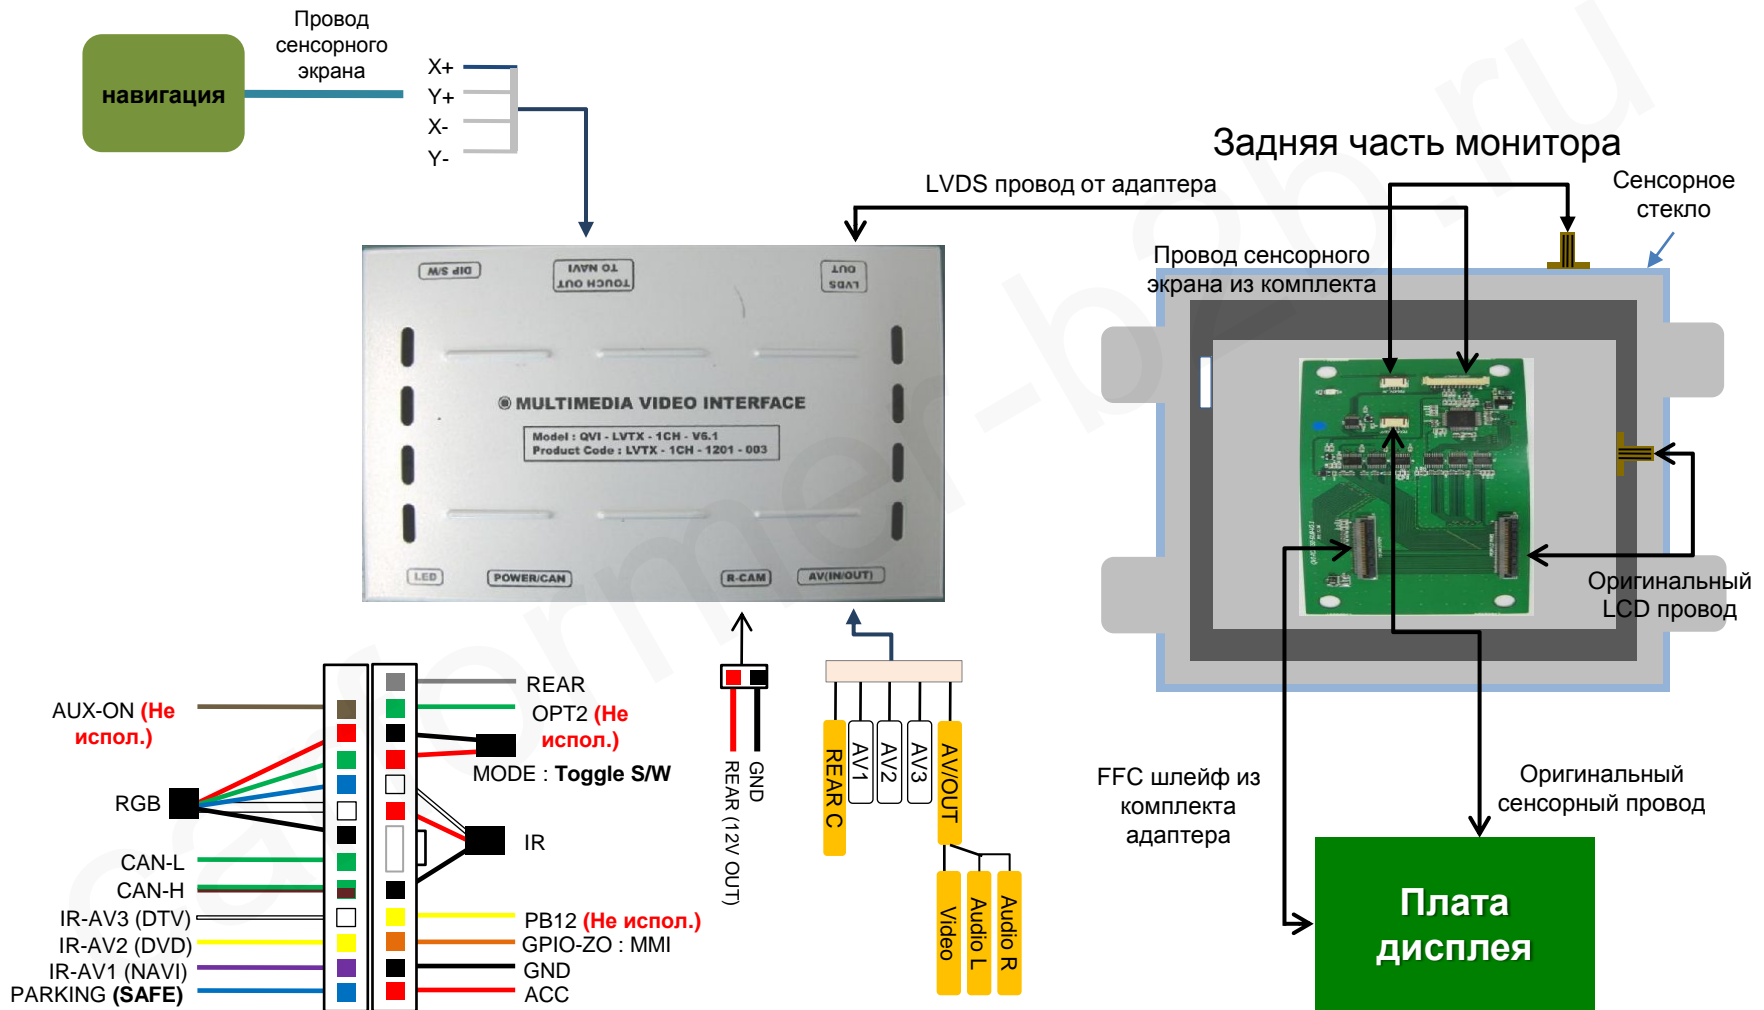 Провод
сенсорного
экрана
навигация
X+
Y+
X-
Y-
Задняя часть монитора
LVDS провод от адаптера
Сенсорное
стекло
Провод сенсорного
экрана из комплекта
DIP S/W
TOUCH OUT
TO NAVI
LVDS
OUT
MULTIMEDIA VIDEO INTERFACE
Model : QVI - LVTX - 1CH - V6.1
Product Code : LVTX - 1CH - 1201 - 003
LED
POWER/CAN
R-CAM
AV(IN/OUT)
Оригинальный
LCD провод
AUX-ON (Не
испол.)
RGB
CAN-L
CAN-H
IR-AV3 (DTV)
IR-AV2 (DVD)
IR-AV1 (NAVI)
PARKING (SAFE)
REAR
OPT2 (Не
испол.)
MODE : Toggle S/W
IR
PB12 (Не испол.)
GPIO-ZO : MMI
GND
ACC
REAR (12V OUT)
GND
REAR C
AV1
AV2
AV3
AV/OUT
Video
Audio L
Audio R
FFC шлейф из
комплекта
адаптера
Оригинальный
сенсорный провод
Плата
дисплея